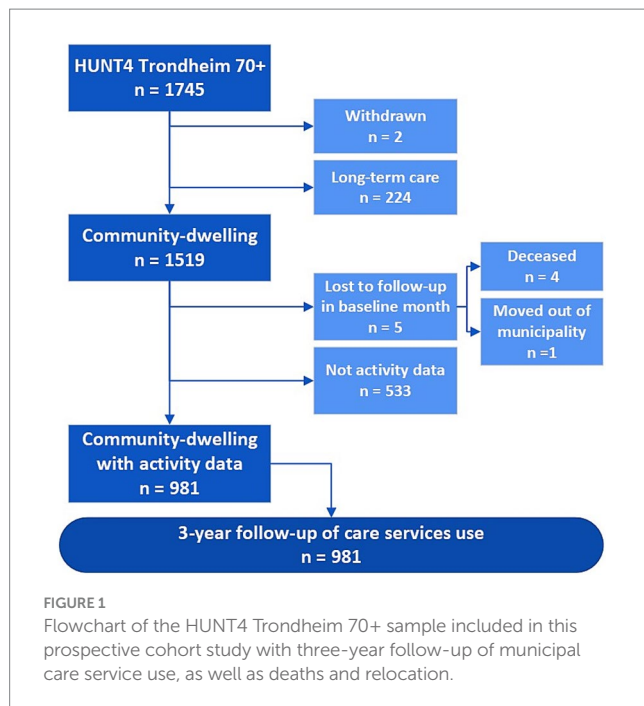 HUNT4 Trondheim 70+
n = 1745
Withdrawn
n = 2
Long-term care
n = 224
Community-dwelling
n = 1519
Lost to follow-up
in baseline month
n = 5
Deceased
n = 4
Moved out of
municipality
n =1
Not activity data
n = 533
Community-dwelling
with activity data
n = 981
3-year follow-up of care services use
n = 981
FIGURE 1
Flowchart of the HUNT4 Trondheim 70+ sample included in this
prospective cohort study with three-year follow-up of municipal
care service use, as well as deaths and relocation.